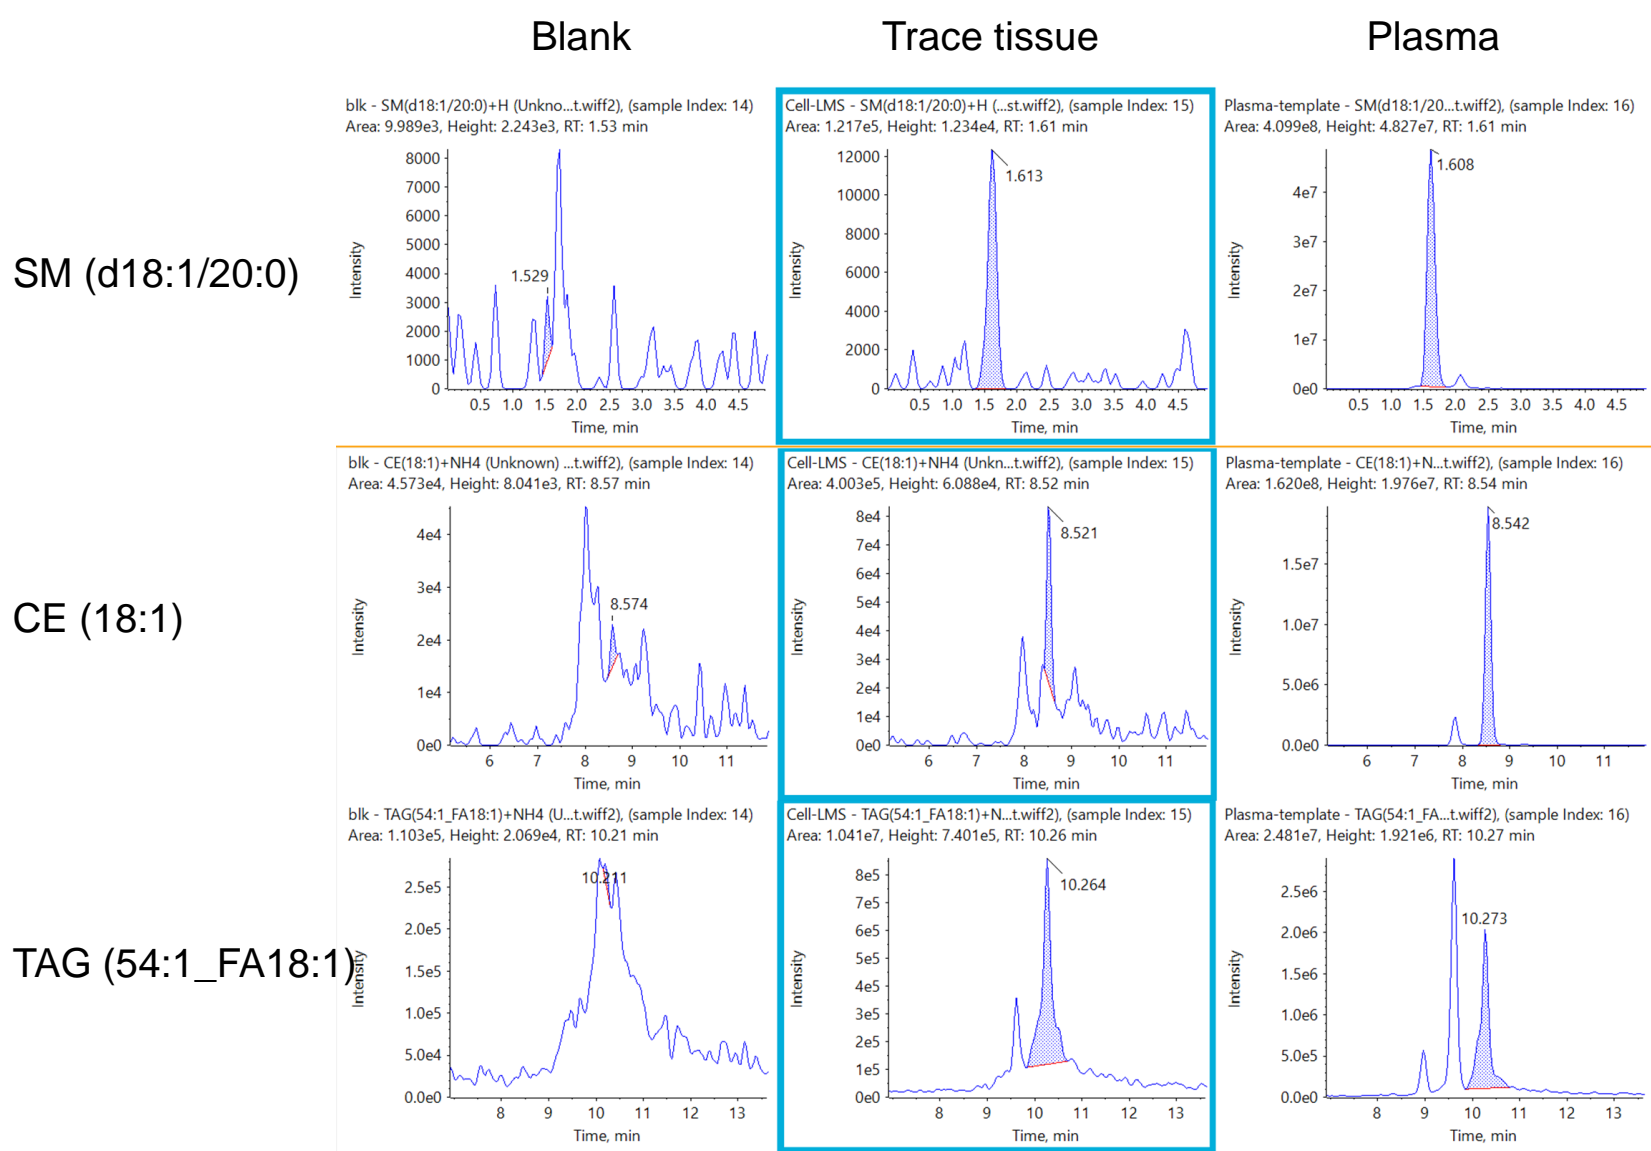 Blank
Trace tissue
Plasma
SM (d18:1/20:0)
blk - SM(d18:1/20:0)+H (Unkno...t.wiff2), (sample Index: 14)
Area: 9.989e3, Height: 2.243e3, RT: 1.53 min
Intensity
8000
7000
6000
5000
4000
3000
2000
1000
0
1.529
0.5 1.0 1.5 2.0 2.5 3.0 3.5 4.0 4.5
Time, min
Cell-LMS - SM(d18:1/20:0)+H (...st.wiff2), (sample Index: 15)
Area: 1.217e5, Height: 1.234e4, RT: 1.61 min
Intensity
12000
10000
8000
6000
4000
2000
0
1.613
0.5 1.0 1.5 2.0 2.5 3.0 3.5 4.0 4.5
Time, min
Plasma-template - SM(d18:1/20...t.wiff2), (sample Index: 16)
Area: 4.099e8, Height: 4.827e7, RT: 1.61 min
Intensity
4e7
3e7
2e7
1e7
0e0
1.608
0.5 1.0 1.5 2.0 2.5 3.0 3.5 4.0 4.5
Time, min
CE (18:1)
blk - CE(18:1)+NH4 (Unknown) ...t.wiff2), (sample Index: 14)
Area: 4.573e4, Height: 8.041e3, RT: 8.57 min
Intensity
4e4
3e4
2e4
1e4
0e0
8.574
6 7 8 9 10 11
Time, min
Cell-LMS - CE(18:1)+NH4 (Unkn...t.wiff2), (sample Index: 15)
Area: 4.003e5, Height: 6.088e4, RT: 8.52 min
Intensity
8e4
7e4
6e4
5e4
4e4
3e4
2e4
1e4
0e0
8.521
6 7 8 9 10 11
Time, min
Plasma-template - CE(18:1)+N...t.wiff2), (sample Index: 16)
Area: 1.620e8, Height: 1.976e7, RT: 8.54 min
Intensity
1.5e7
1.0e7
5.0e6
0.0e0
8.542
6 7 8 9 10 11
Time, min
TAG (54:1_FA18:1)
blk - TAG(54:1_FA18:1)+NH4 (U...t.wiff2), (sample Index: 14)
Area: 1.103e5, Height: 2.069e4, RT: 10.21 min
Intensity
2.5e5
2.0e5
1.5e5
1.0e5
5.0e4
0.0e0
10.211
8 9 10 11 12 13
Time, min
Cell-LMS - TAG(54:1_FA18:1)+N...t.wiff2), (sample Index: 15)
Area: 1.041e7, Height: 7.401e5, RT: 10.26 min
Intensity
8e5
7e5
6e5
5e5
4e5
3e5
2e5
1e5
0e0
10.264
8 9 10 11 12 13
Time, min
Plasma-template - TAG(54:1_FA...t.wiff2), (sample Index: 16)
Area: 2.481e7, Height: 1.921e6, RT: 10.27 min
Intensity
2.5e6
2.0e6
1.5e6
1.0e6
5.0e5
0.0e0
10.273
8 9 10 11 12 13
Time, min